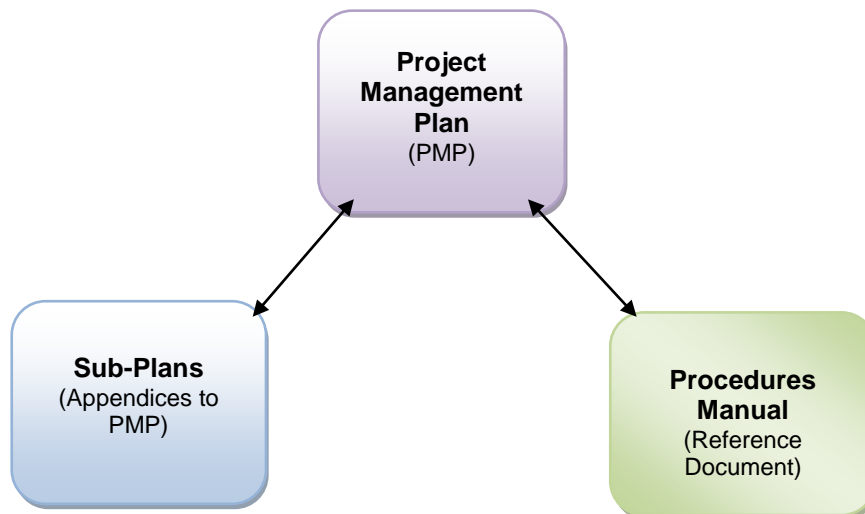 Project
Management
Plan
(PMP)
Sub-Plans
(Appendices to
PMP)
Procedures
Manual
(Reference
Document)